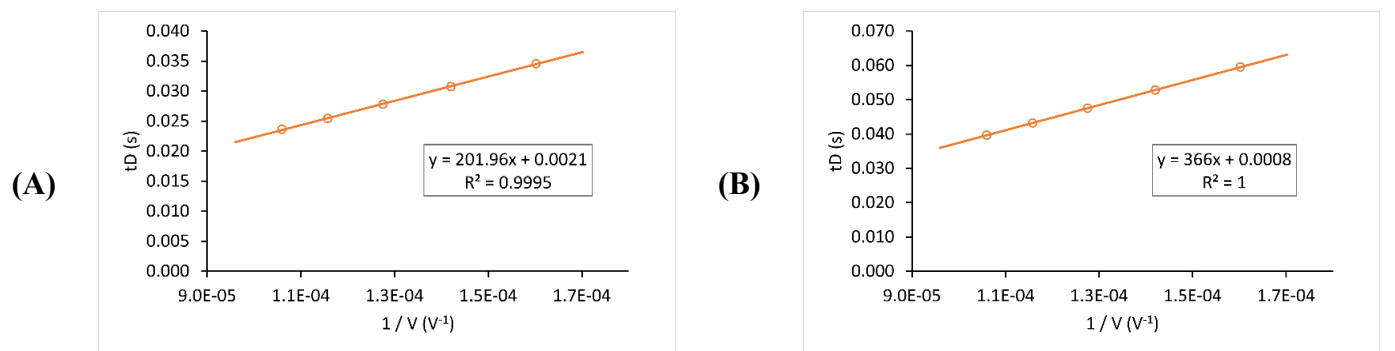 (A)
tD (s)
0.040
0.035
0.030
0.025
0.020
0.015
0.010
0.005
0.000
y = 201.96x + 0.0021
R² = 0.9995
9.0E-05 1.1E-04 1.3E-04 1.5E-04 1.7E-04
1 / V (V⁻¹)
(B)
tD (s)
0.070
0.060
0.050
0.040
0.030
0.020
0.010
0.000
y = 366x + 0.0008
R² = 1
9.0E-05 1.1E-04 1.3E-04 1.5E-04 1.7E-04
1 / V (V⁻¹)